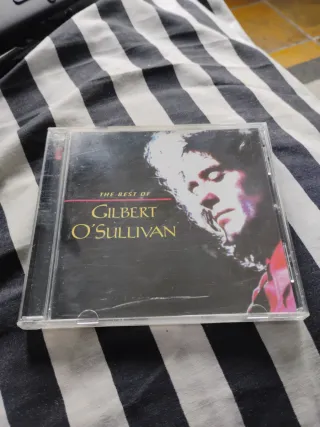 THE BEST OF
GILBERT
O'SULLIVAN